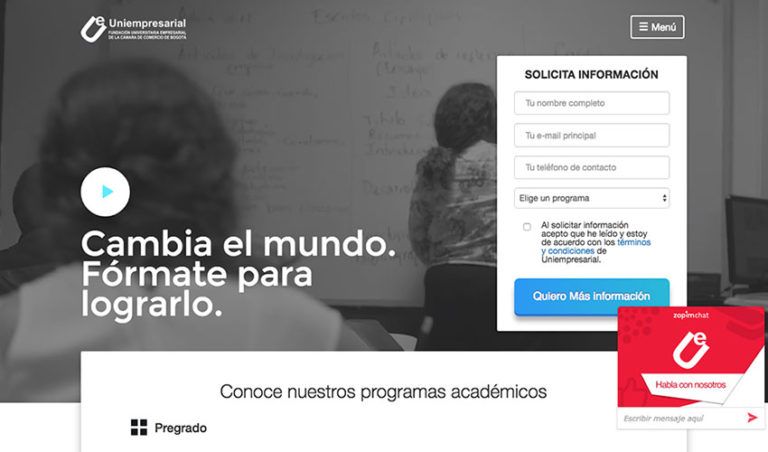 Uniempresarial
FUNDACIÓN UNIVERSITARIA EMPRESARIAL
DE LA CÁMARA DE COMERCIO DE BOGOTÁ
☰ Menú
SOLICITA INFORMACIÓN
Tu nombre completo
Tu e-mail principal
Tu teléfono de contacto
Elige un programa
Al solicitar información
acepto que he leído y estoy
de acuerdo con los términos
y condiciones de
Uniempresarial.
Quiero Más información
Cambia el mundo.
Fórmate para
lograrlo.
zopimchat
Habla con nosotros
Escribir mensaje aquí
Conoce nuestros programas académicos
Pregrado